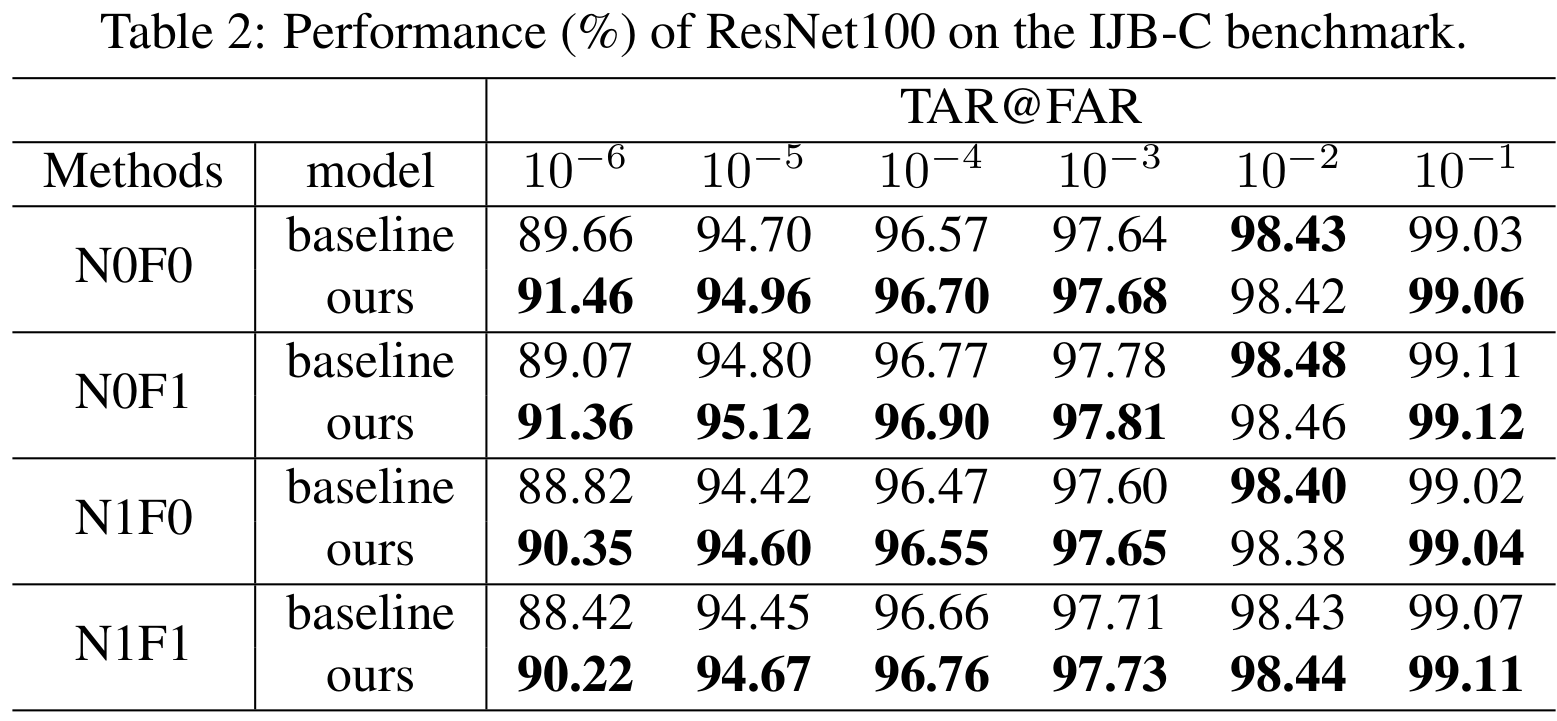 Table 2: Performance (%) of ResNet100 on the IJB-C benchmark.
TAR@FAR
Methods model 10⁻⁶ 10⁻⁵ 10⁻⁴ 10⁻³ 10⁻² 10⁻¹
N0F0 baseline 89.66 94.70 96.57 97.64 98.43 99.03
ours 91.46 94.96 96.70 97.68 98.42 99.06
N0F1 baseline 89.07 94.80 96.77 97.78 98.48 99.11
ours 91.36 95.12 96.90 97.81 98.46 99.12
N1F0 baseline 88.82 94.42 96.47 97.60 98.40 99.02
ours 90.35 94.60 96.55 97.65 98.38 99.04
N1F1 baseline 88.42 94.45 96.66 97.71 98.43 99.07
ours 90.22 94.67 96.76 97.73 98.44 99.11